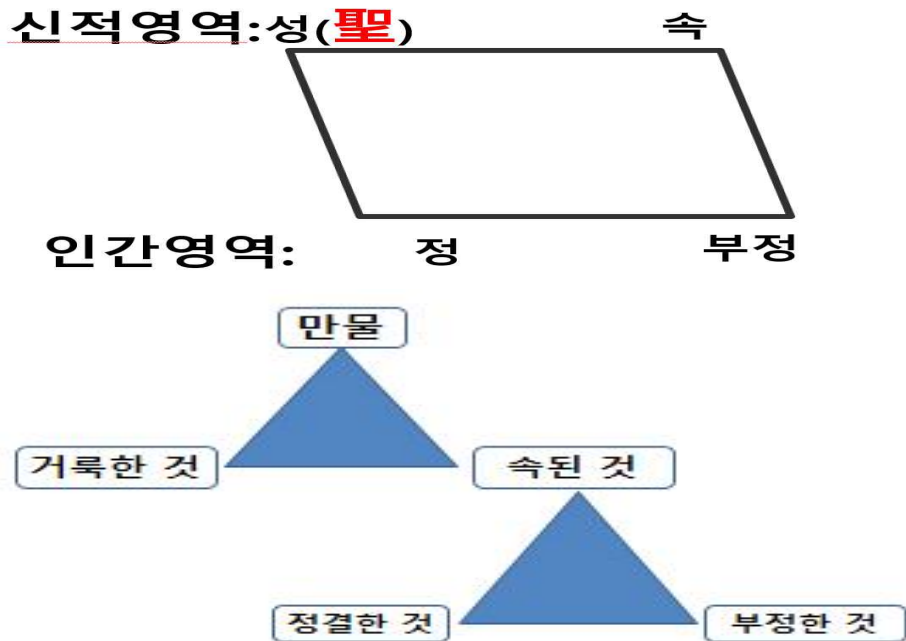 신적영역:성(聖) 속
인간영역: 정 부정
만물
거룩한 것 속된 것
정결한 것 부정한 것